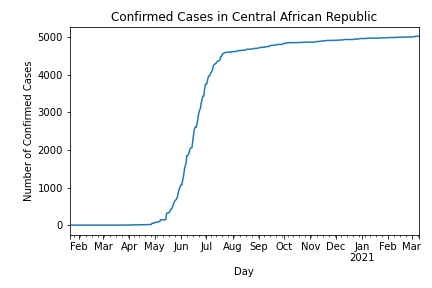 Confirmed Cases in Central African Republic
Number of Confirmed Cases
5000
4000
3000
2000
1000
0
Feb Mar Apr May Jun Jul Aug Sep Oct Nov Dec Jan Feb Mar
2021
Day